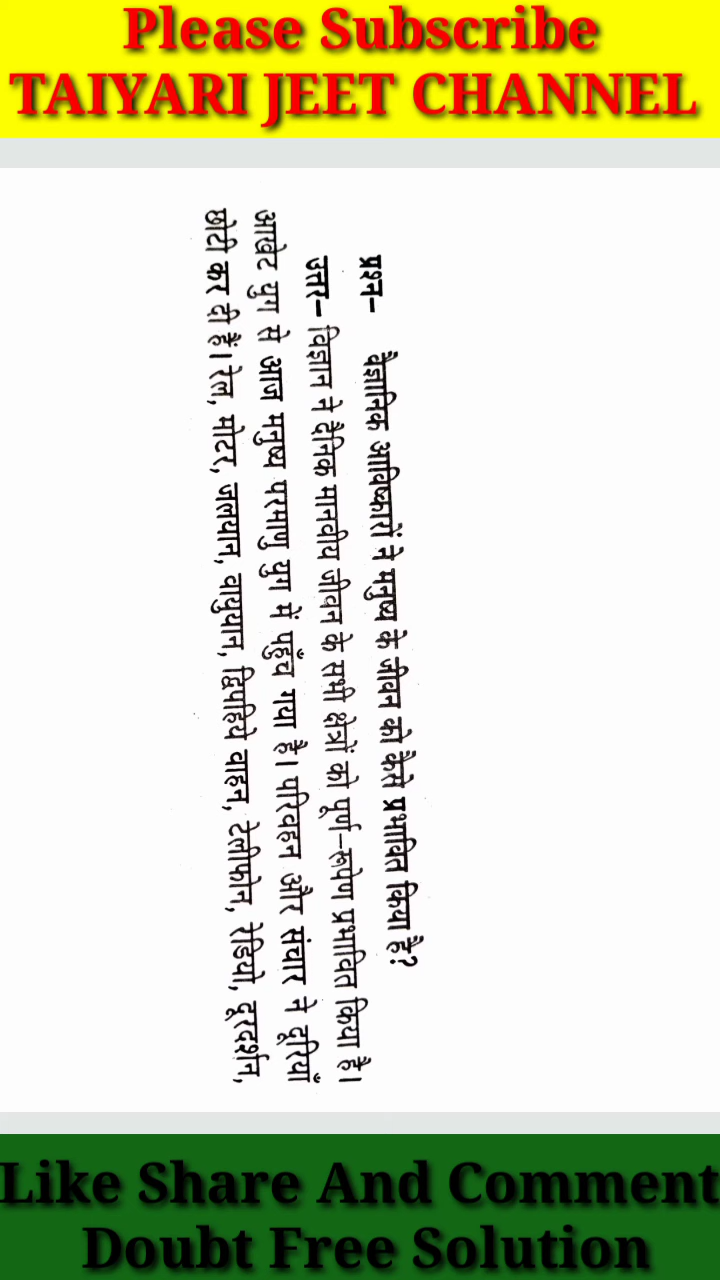 Please Subscribe
TAIYARI JEET CHANNEL
प्रश्न– वैज्ञानिक आविष्कारों ने मनुष्य के जीवन को कैसे प्रभावित किया है?
उत्तर– विज्ञान ने दैनिक मानवीय जीवन के सभी क्षेत्रों को पूर्ण–रूपेण प्रभावित किया है।
आखेट युग से आज मनुष्य परमाणु युग में पहुँच गया है। परिवहन और संचार ने दूरियाँ
छोटी कर दी हैं। रेल, मोटर, जलयान, वायुयान, द्विपहिये वाहन, टेलीफोन, रेडियो, दूरदर्शन,
Like Share And Comment
Doubt Free Solution